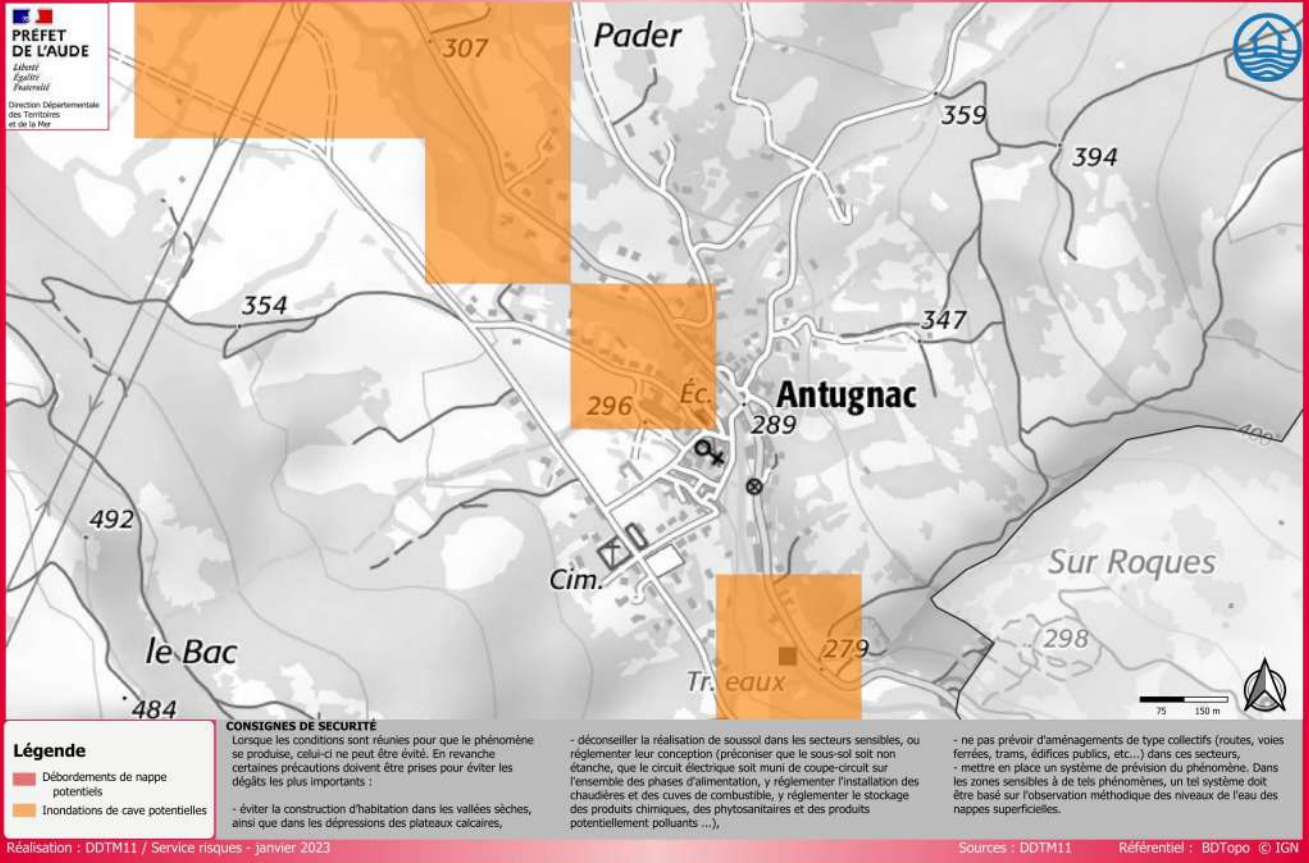 PRÉFET
DE L'AUDE
Liberté
Égalité
Fraternité
Direction Départementale
des Territoires
et de la Mer
307
Pader
359
394
354
347
296
Éc.
Antugnac
289
400
492
Cim.
Sur Roques
le Bac
279
298
Tr. eaux
484
75 150 m
Légende
Débordements de nappe
potentiels
Inondations de cave potentielles
CONSIGNES DE SECURITÉ
Lorsque les conditions sont réunies pour que le phénomène
se produise, celui-ci ne peut être évité. En revanche
certaines précautions doivent être prises pour éviter les
dégâts les plus importants :
- éviter la construction d'habitation dans les vallées sèches,
ainsi que dans les dépressions des plateaux calcaires,
- déconseiller la réalisation de soussol dans les secteurs sensibles, ou
réglementer leur conception (préconiser que le sous-sol soit non
étanche, que le circuit électrique soit muni de coupe-circuit sur
l'ensemble des phases d'alimentation, y réglementer l'installation des
chaudières et des cuves de combustible, y réglementer le stockage
des produits chimiques, des phytosanitaires et des produits
potentiellement polluants ...),
- ne pas prévoir d'aménagements de type collectifs (routes, voies
ferrées, trams, édifices publics, etc...) dans ces secteurs,
- mettre en place un système de prévision du phénomène. Dans
les zones sensibles à de tels phénomènes, un tel système doit
être basé sur l'observation méthodique des niveaux de l'eau des
nappes superficielles.
Réalisation : DDTM11 / Service risques - janvier 2023
Sources : DDTM11 Référentiel : BDTopo © IGN